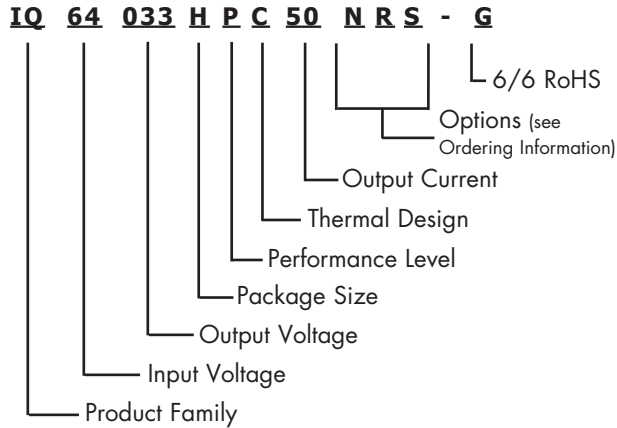 IQ 64 033 H P C 50 N R S - G
6/6 RoHS
Options (see
Ordering Information)
Output Current
Thermal Design
Performance Level
Package Size
Output Voltage
Input Voltage
Product Family